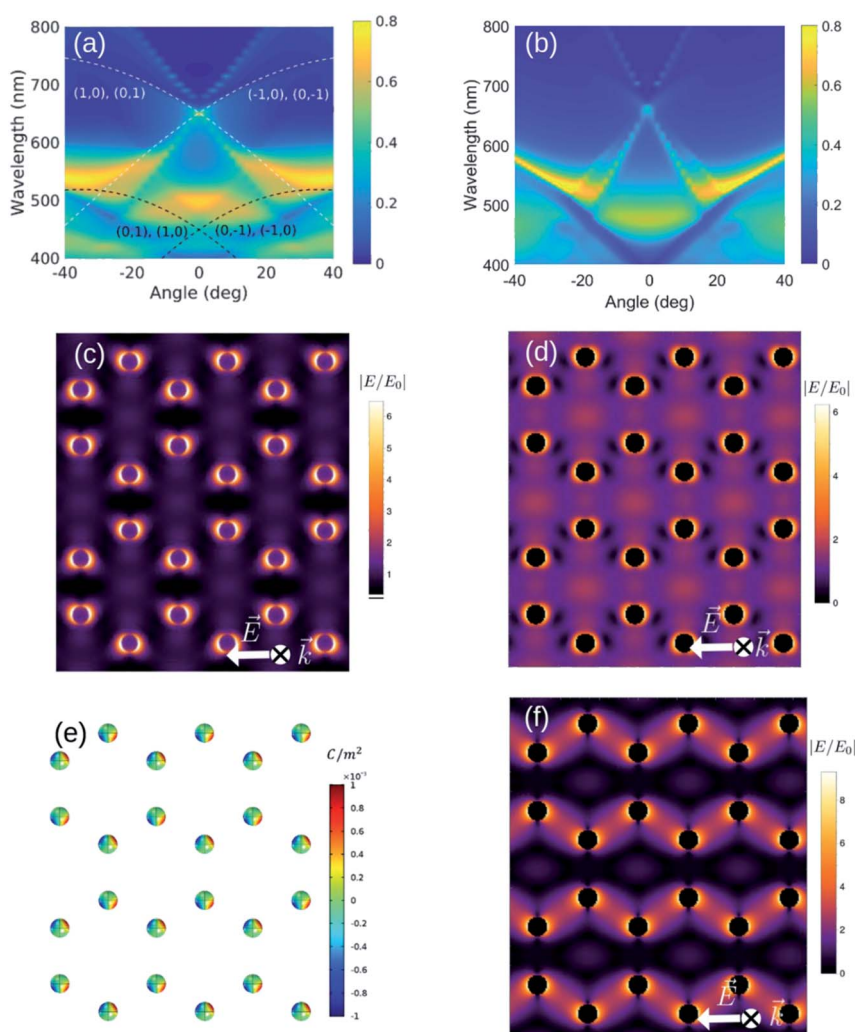 (a)
800
700
600
500
400
Wavelength (nm)
(1,0), (0,1)
(-1,0), (0,-1)
(0,1), (1,0)
(0,-1), (-1,0)
-40 -20 0 20 40
Angle (deg)
0.8
0.6
0.4
0.2
0
(b)
800
700
600
500
400
Wavelength (nm)
-40 -20 0 20 40
Angle (deg)
0.8
0.6
0.4
0.2
0
(c)
|E/E₀|
6
5
4
3
2
1
E⃗
k⃗
(d)
|E/E₀|
6
4
2
0
E⃗
k⃗
(e)
C/m²
×10⁻³
1
0.8
0.6
0.4
0.2
0
-0.2
-0.4
-0.6
-0.8
-1
(f)
|E/E₀|
8
6
4
2
0
E⃗
k⃗